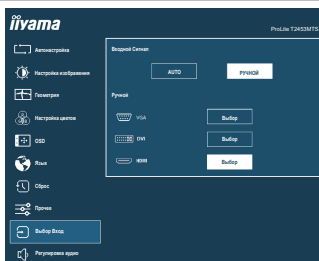 iiyama
ProLite T2453MTS
Автонастройка
Настройка изображения
Геометрия
Настройка цветов
OSD
Язык
Сброс
Прочее
Выбор Вход
Регулировка аудио
Входной Сигнал
AUTO
РУЧНОЙ
Ручной
VGA
Выбор
DVI
Выбор
HDMI
Выбор